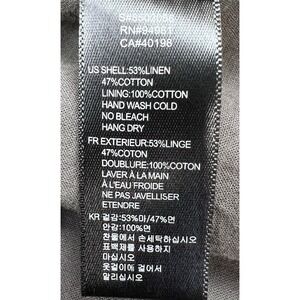 RN#94961
CA#40196
US SHELL:53%LINEN
47%COTTON
LINING:100%COTTON
HAND WASH COLD
NO BLEACH
HANG DRY
FR EXTERIEUR:53%LINGE
47%COTON
DOUBLURE:100%COTON
LAVER À LA MAIN
À L'EAU FROIDE
NE PAS JAVELLISER
ETENDRE
KR 겉감:53%마/47%면
안감:100%면
찬물에서 손세탁하십시오
표백제를 사용하지
마십시오
옷걸이에 걸어서
말리십시오